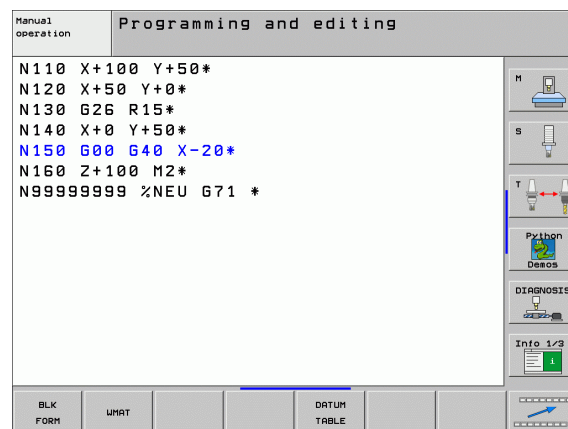 Manual
operation
Programming and editing
N110 X+100 Y+50*
N120 X+50 Y+0*
N130 G26 R15*
N140 X+0 Y+50*
N150 G00 G40 X-20*
N160 Z+100 M2*
N99999999 %NEU G71 *
M
S
T
Python
Demos
DIAGNOSIS
Info 1/3
i
BLK
FORM
WMAT
DATUM
TABLE